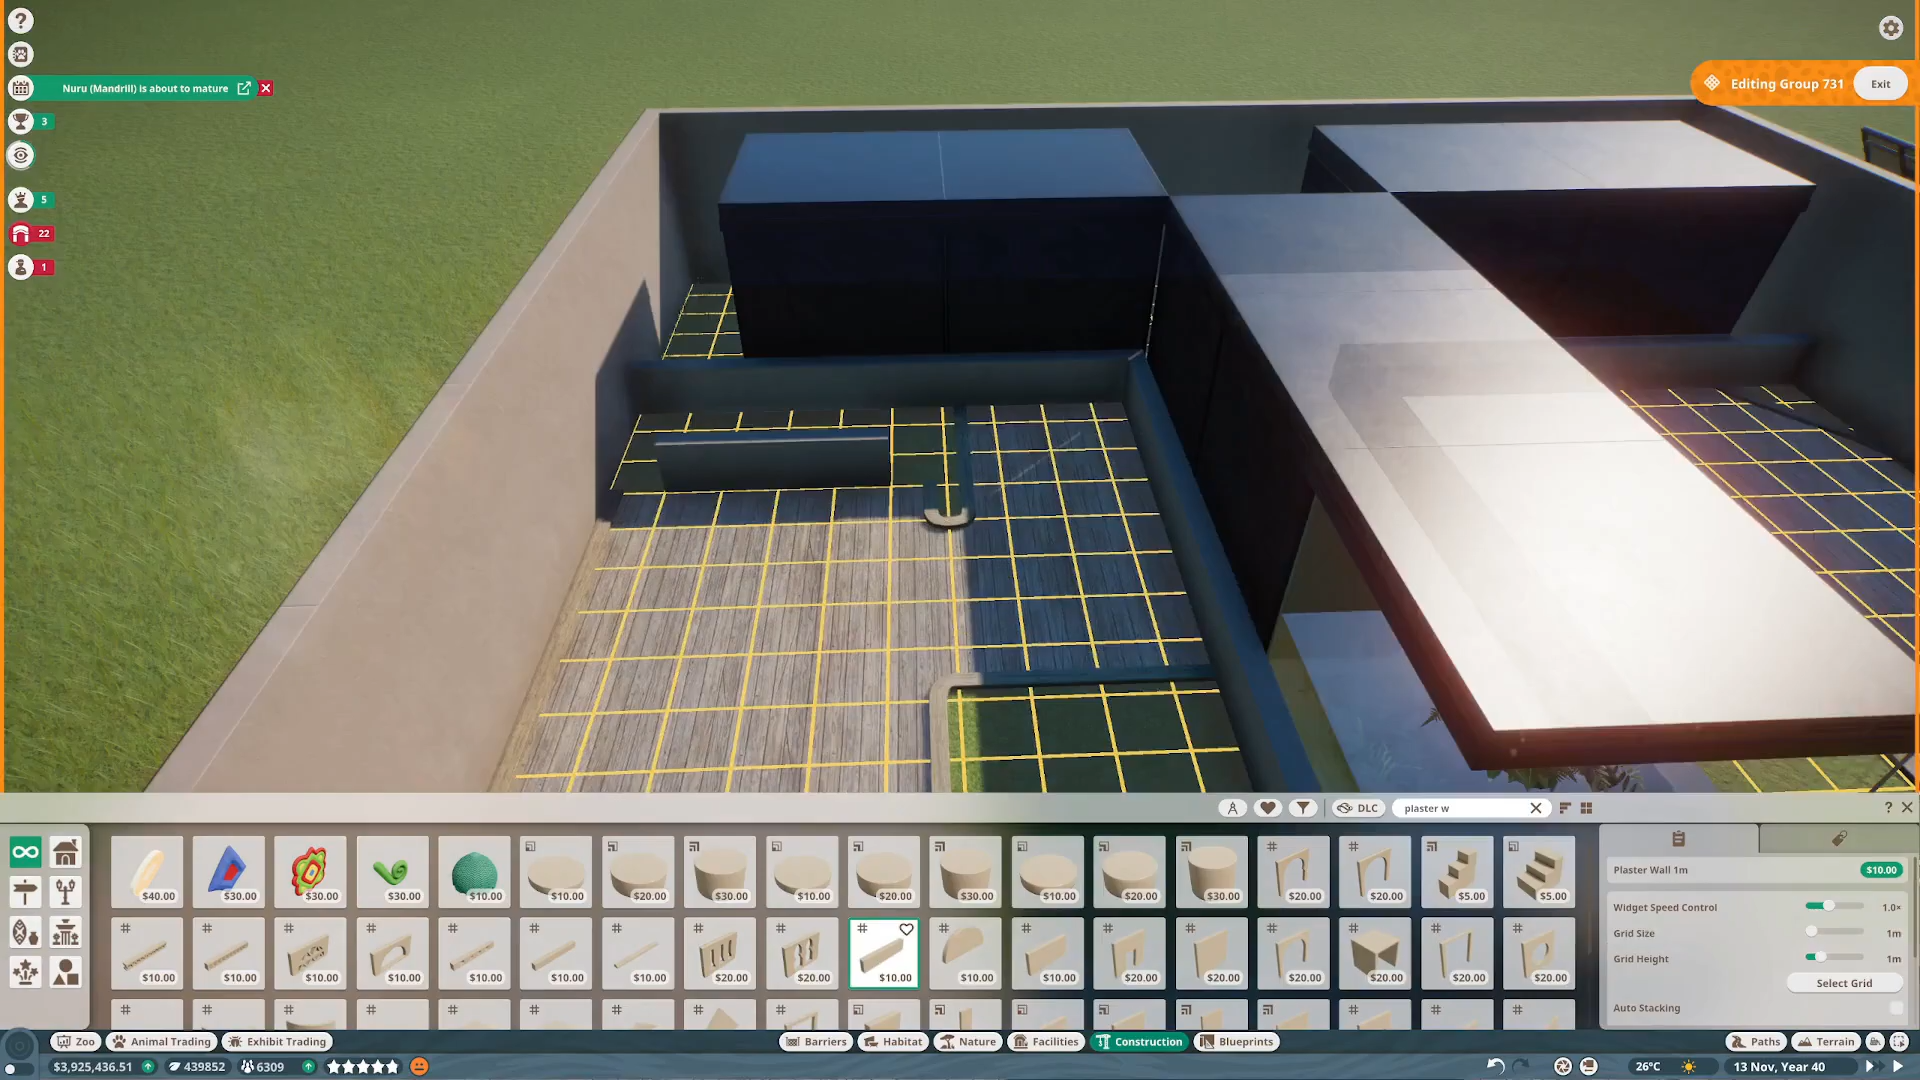 ?
Editing Group 731
Exit
Nuru (Mandrill) is about to mature
3
5
22
1
DLC
plaster w
?
$40.00
$30.00
$30.00
$30.00
$10.00
$10.00
$20.00
$30.00
$10.00
$20.00
$30.00
$10.00
$20.00
$30.00
$20.00
$20.00
$5.00
$5.00
$10.00
$10.00
$10.00
$10.00
$10.00
$10.00
$10.00
$20.00
$20.00
$10.00
$10.00
$10.00
$20.00
$20.00
$20.00
$20.00
$20.00
$20.00
Plaster Wall 1m
$10.00
Widget Speed Control
1.0×
Grid Size
1m
Grid Height
1m
Select Grid
Auto Stacking
Zoo
Animal Trading
Exhibit Trading
Barriers
Habitat
Nature
Facilities
Construction
Blueprints
Paths
Terrain
$3,925,436.51
439852
6309
26°C
13 Nov, Year 40